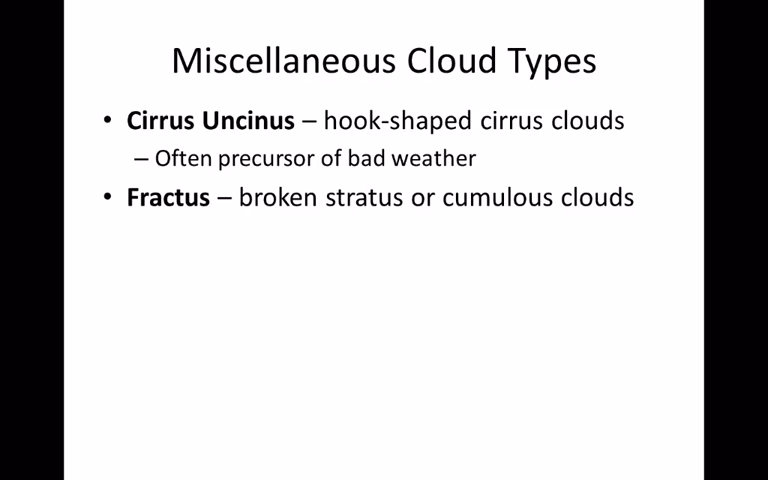 Miscellaneous Cloud Types
• Cirrus Uncinus – hook-shaped cirrus clouds
– Often precursor of bad weather
• Fractus – broken stratus or cumulous clouds